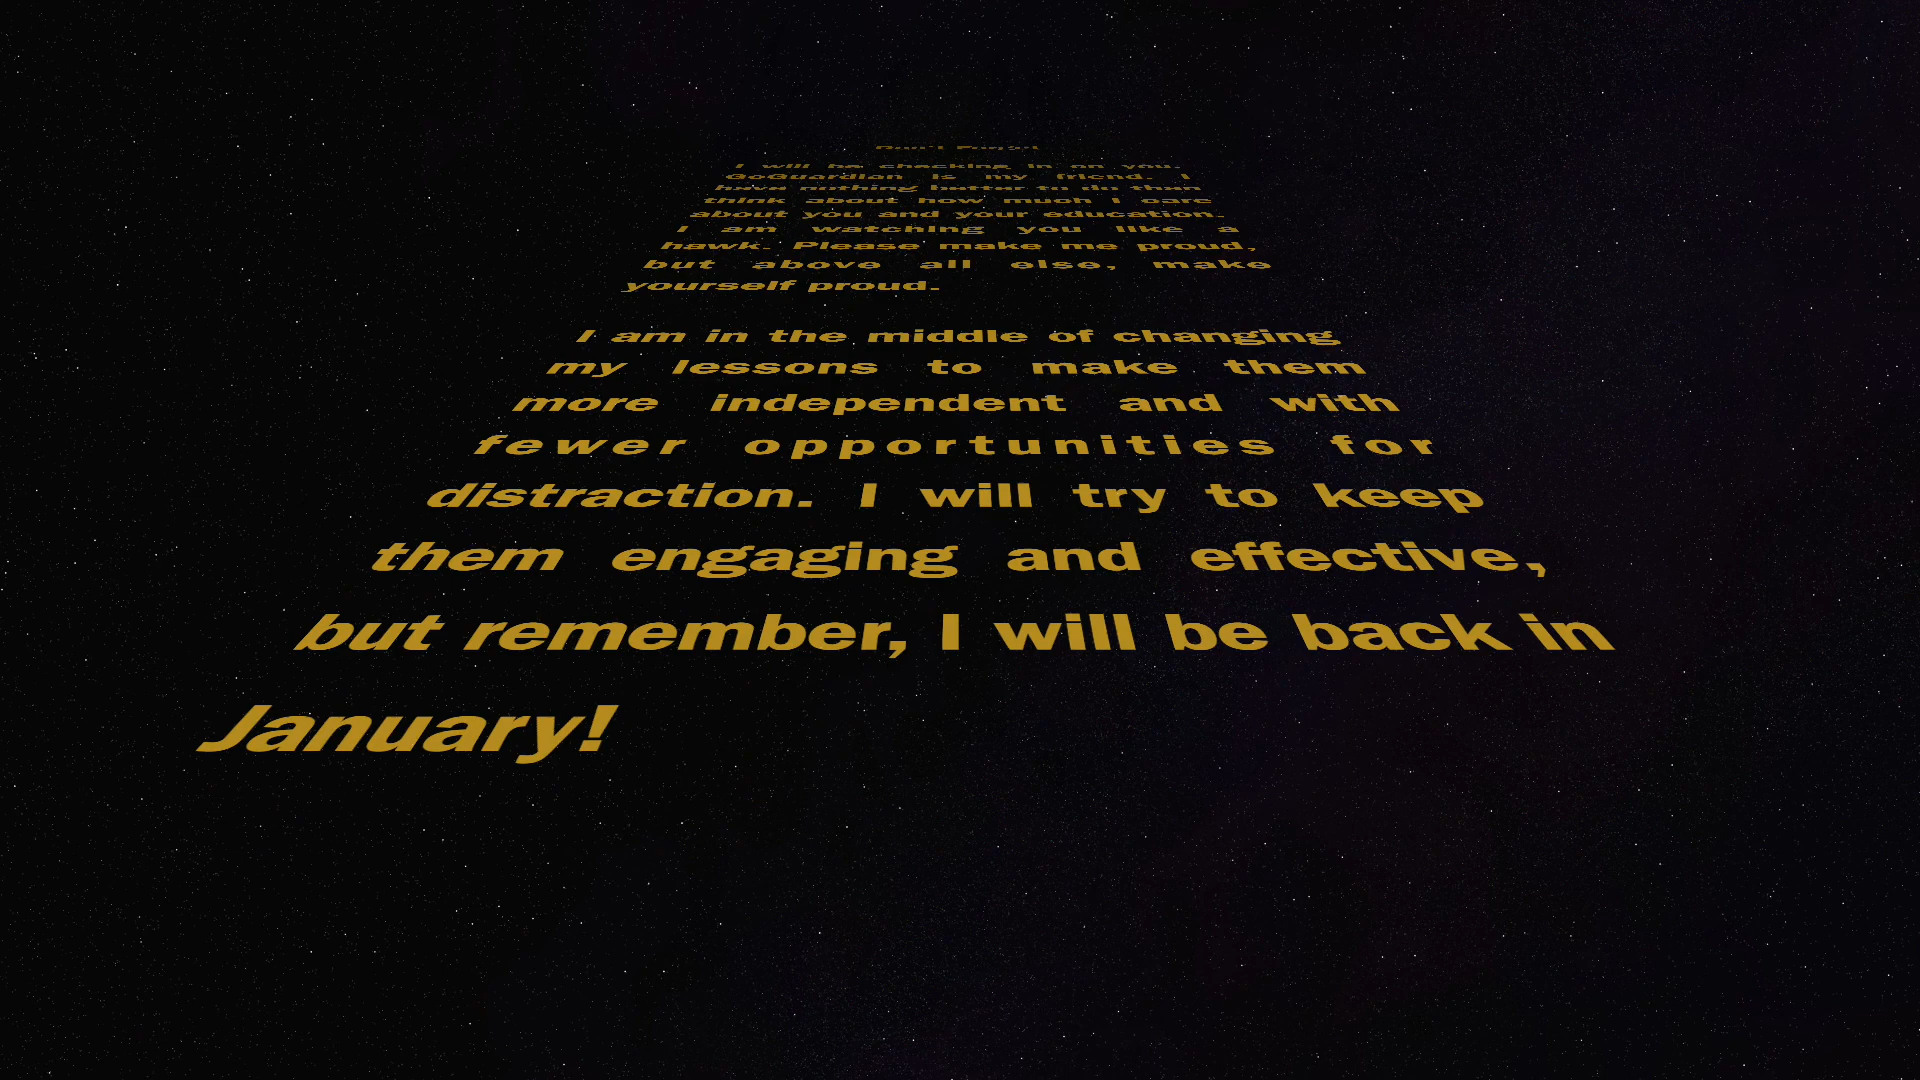 Don't Forget
I will be checking in on you.
GoGuardian is my friend. I
have nothing better to do than
think about how much I care
about you and your education.
I am watching you like a
hawk. Please make me proud,
but above all else, make
yourself proud.
I am in the middle of changing
my lessons to make them
more independent and with
fewer opportunities for
distraction. I will try to keep
them engaging and effective,
but remember, I will be back in
January!